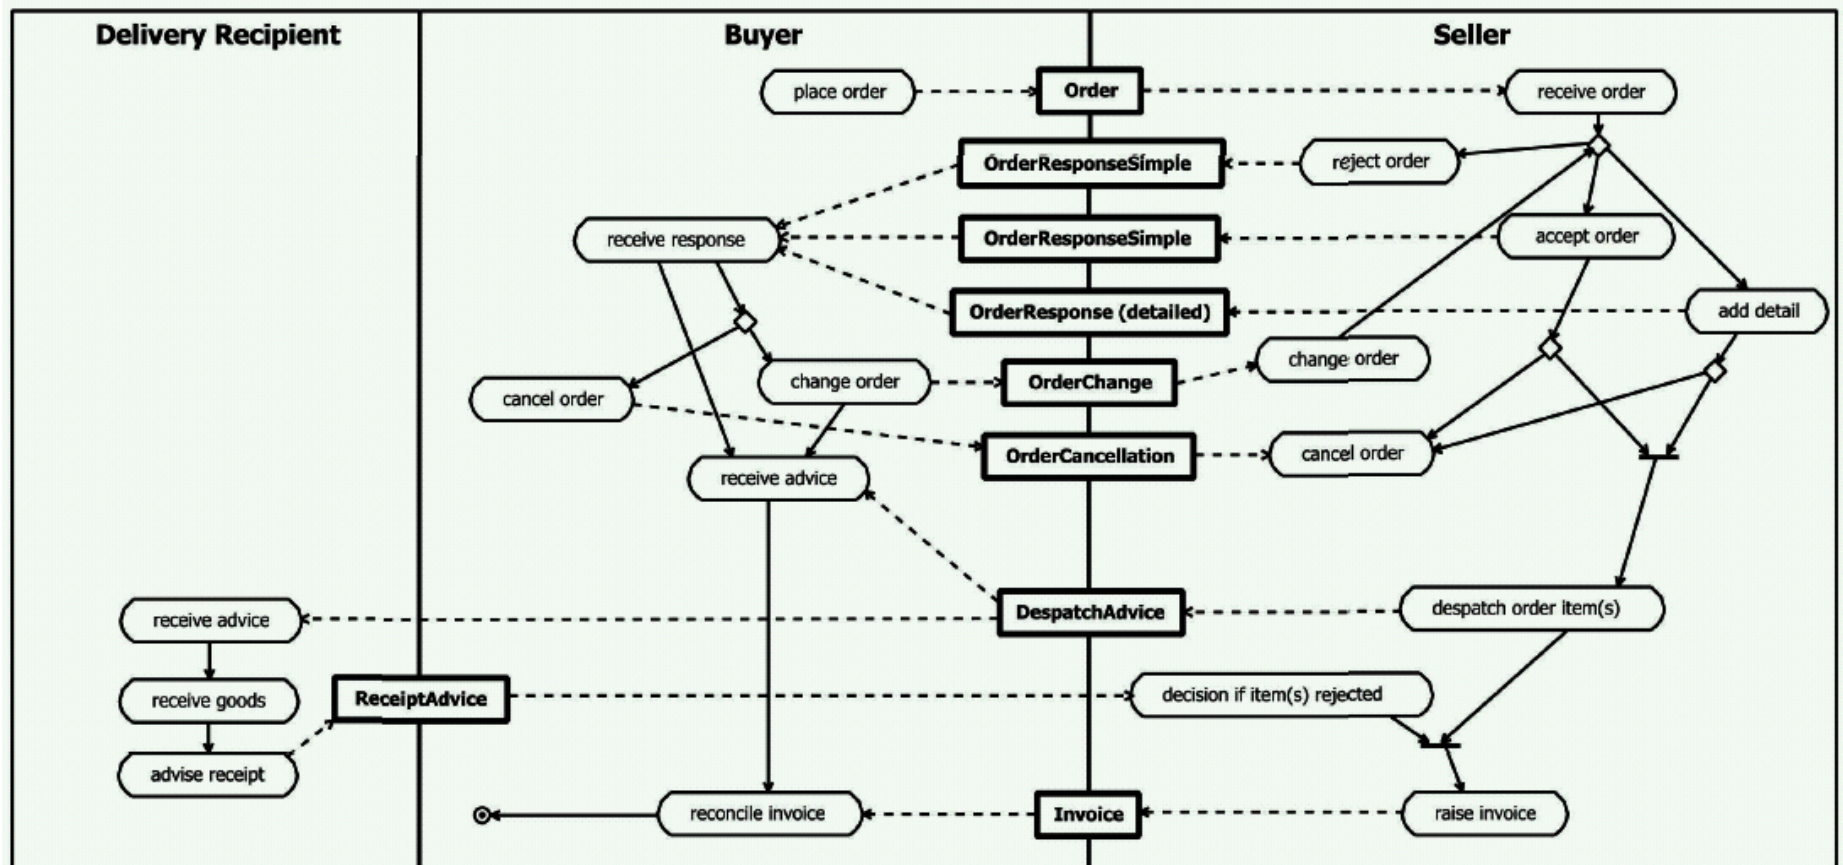 Delivery Recipient
Buyer
Seller
place order
Order
receive order
OrderResponseSimple
reject order
receive response
OrderResponseSimple
accept order
OrderResponse (detailed)
add detail
change order
cancel order
change order
OrderChange
OrderCancellation
cancel order
receive advice
receive advice
DespatchAdvice
despatch order item(s)
receive goods
ReceiptAdvice
decision if item(s) rejected
advise receipt
reconcile invoice
Invoice
raise invoice